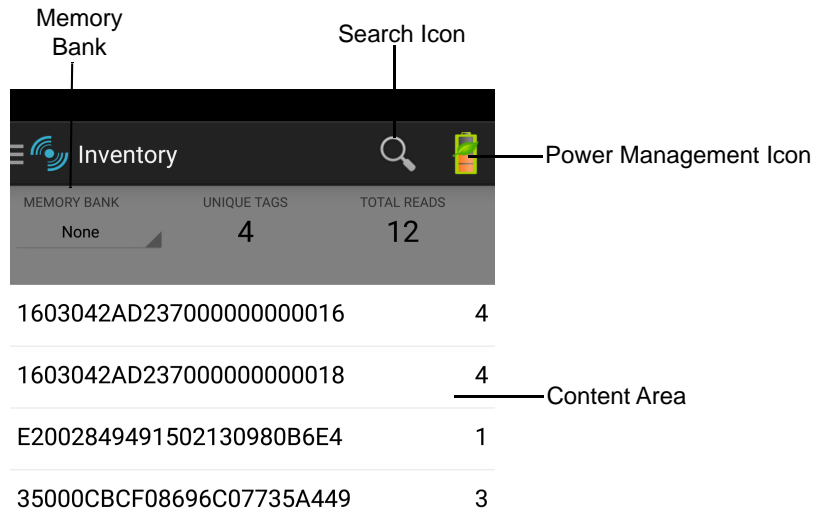 Memory
Bank
Search Icon
Inventory
Power Management Icon
MEMORY BANK
UNIQUE TAGS
TOTAL READS
None
4
12
1603042AD237000000000016 4
1603042AD237000000000018 4
Content Area
E2002849491502130980B6E4 1
35000CBCF08696C07735A449 3